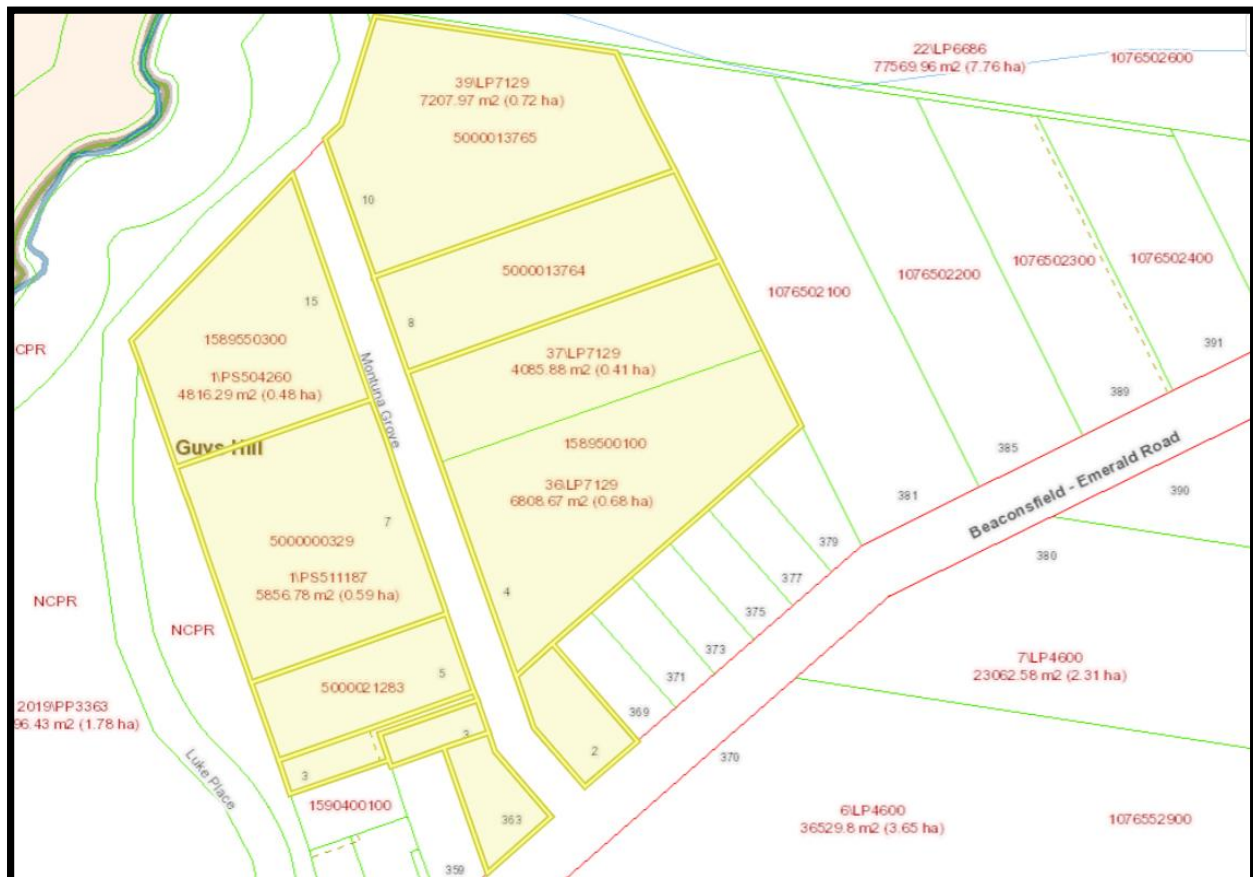 22\LP6686
77569.96 m2 (7.76 ha)
1076502600
39\LP7129
7207.97 m2 (0.72 ha)
5000013765
10
5000013764
8
15
1589550300
1\PS504260
4816.29 m2 (0.48 ha)
Montuna Grove
37\LP7129
4085.88 m2 (0.41 ha)
1589500100
36\LP7129
6808.67 m2 (0.68 ha)
4
1076502100
1076502200
1076502300
1076502400
391
389
385
381
Beaconsfield - Emerald Road
390
380
CPR
Guys Hill
7
5000000329
1\PS511187
5856.78 m2 (0.59 ha)
NCPR
NCPR
379
377
375
373
371
369
5
5000021283
2019\PP3363
96.43 m2 (1.78 ha)
7\LP4600
23062.58 m2 (2.31 ha)
3
3
2
370
Luke Place
1590400100
363
359
6\LP4600
36529.8 m2 (3.65 ha)
1076552900